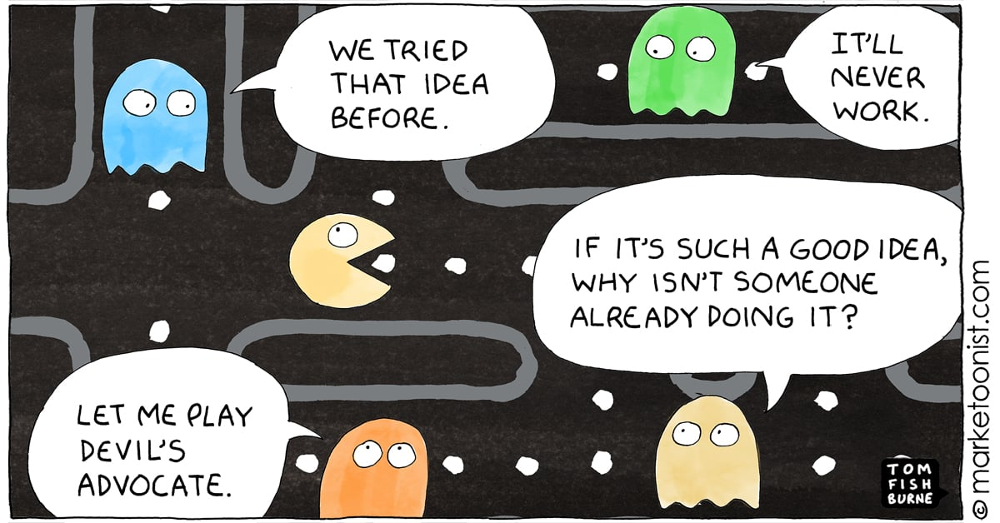 WE TRIED
THAT IDEA
BEFORE.
IT'LL
NEVER
WORK.
IF IT'S SUCH A GOOD IDEA,
WHY ISN'T SOMEONE
ALREADY DOING IT?
LET ME PLAY
DEVIL'S
ADVOCATE.
TOM
FISH
BURNE
© marketoonist.com